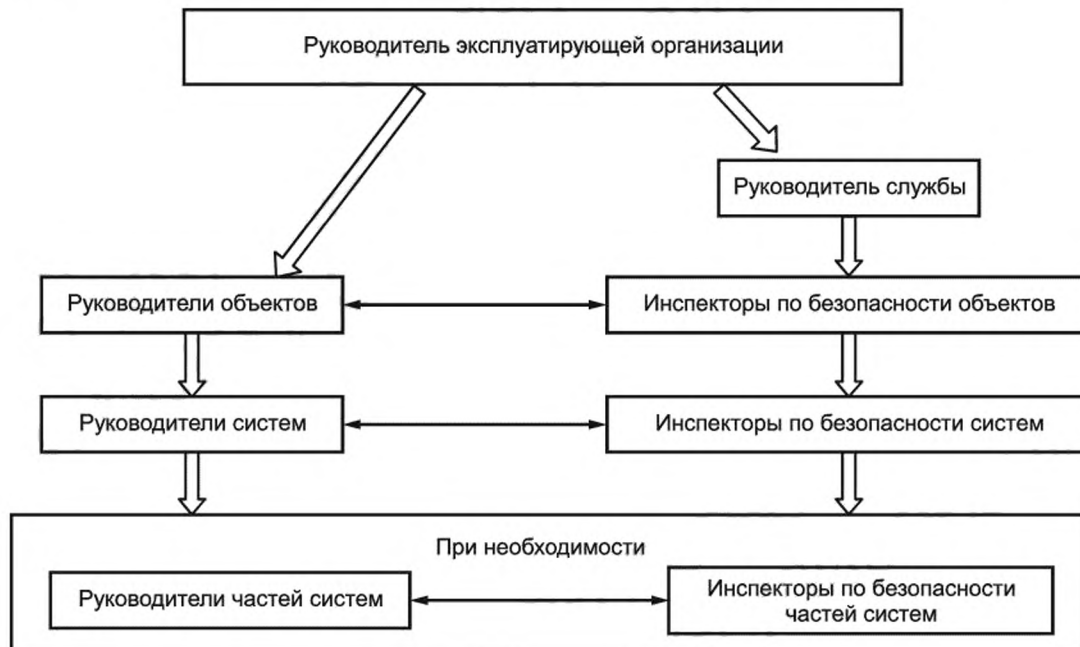 Руководитель эксплуатирующей организации
Руководитель службы
Руководители объектов
Инспекторы по безопасности объектов
Руководители систем
Инспекторы по безопасности систем
При необходимости
Руководители частей систем
Инспекторы по безопасности
частей систем